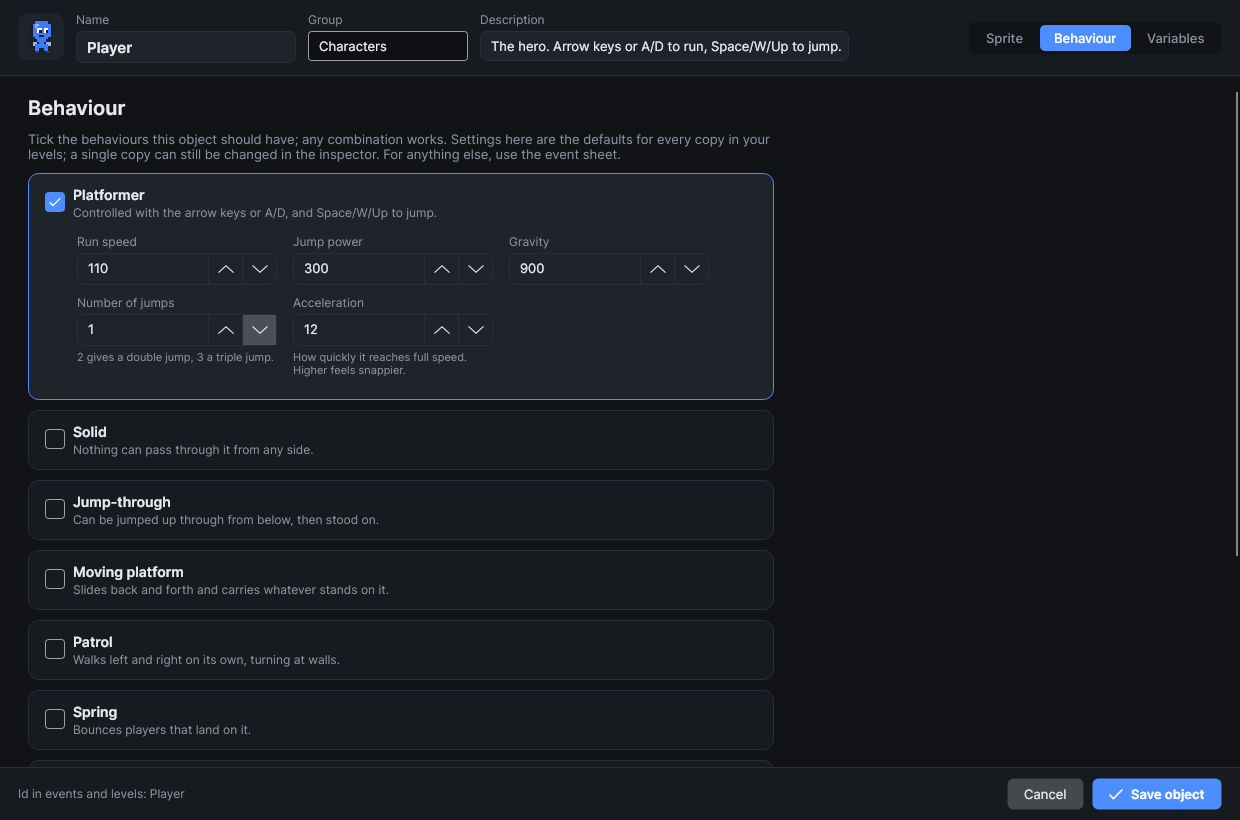 Name
Group
Description
Player
Characters
The hero. Arrow keys or A/D to run, Space/W/Up to jump.
Sprite
Behaviour
Variables
Behaviour
Tick the behaviours this object should have; any combination works. Settings here are the defaults for every copy in your
levels; a single copy can still be changed in the inspector. For anything else, use the event sheet.
Platformer
Controlled with the arrow keys or A/D, and Space/W/Up to jump.
Run speed
Jump power
Gravity
110
300
900
Number of jumps
Acceleration
1
12
2 gives a double jump, 3 a triple jump.
How quickly it reaches full speed.
Higher feels snappier.
Solid
Nothing can pass through it from any side.
Jump-through
Can be jumped up through from below, then stood on.
Moving platform
Slides back and forth and carries whatever stands on it.
Patrol
Walks left and right on its own, turning at walls.
Spring
Bounces players that land on it.
Id in events and levels: Player
Cancel
Save object